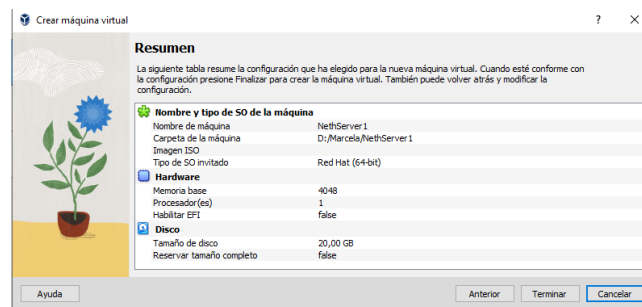 Crear máquina virtual
Resumen
La siguiente tabla resume la configuración que ha elegido para la nueva máquina virtual. Cuando esté conforme con
la configuración presione Finalizar para crear la máquina virtual. También puede volver atrás y modificar la
configuración.
Nombre y tipo de SO de la máquina
Nombre de máquina NethServer1
Carpeta de la máquina D:/Marcela/NethServer1
Imagen ISO
Tipo de SO invitado Red Hat (64-bit)
Hardware
Memoria base 4048
Procesador(es) 1
Habilitar EFI false
Disco
Tamaño de disco 20,00 GB
Reservar tamaño completo false
Ayuda Anterior Terminar Cancelar